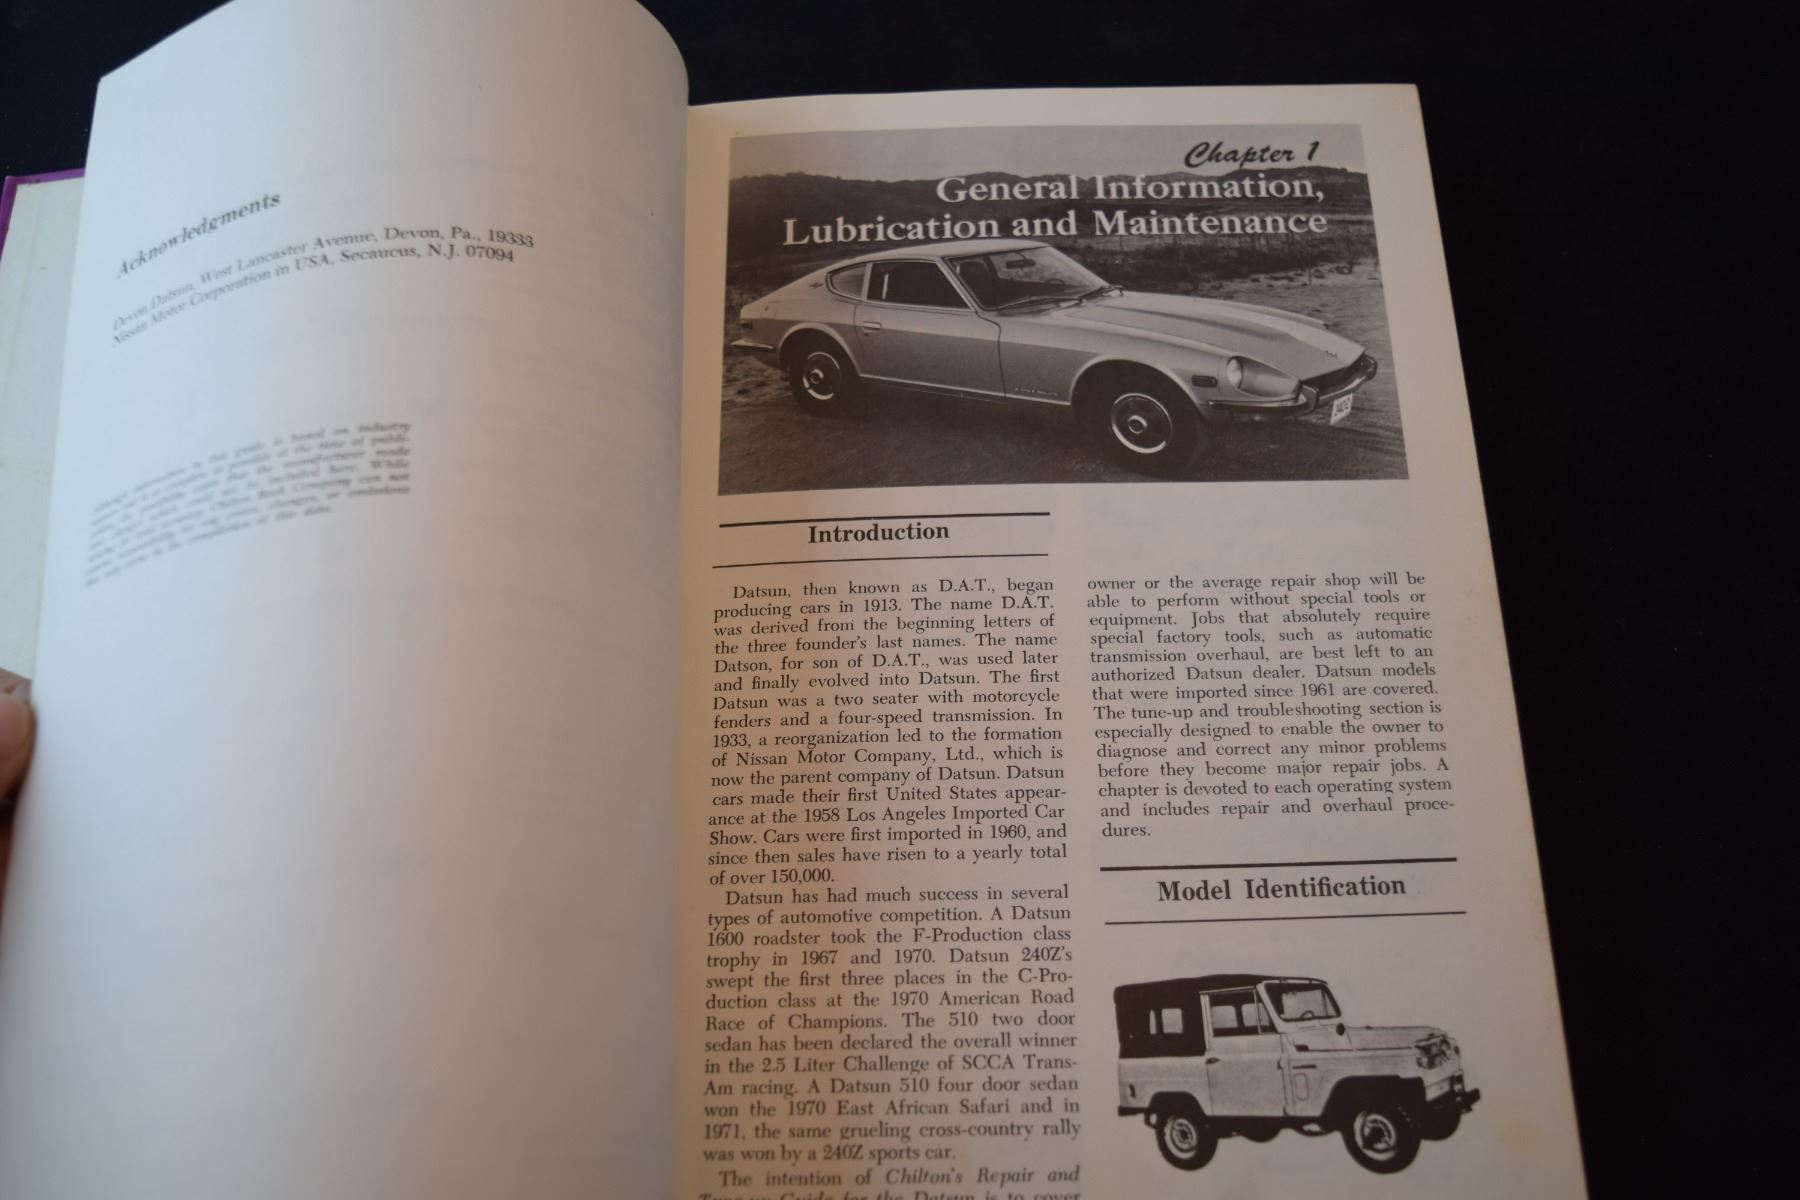 Acknowledgments
Devon Datsun, West Lancaster Avenue, Devon, Pa., 19333
Nissan Motor Corporation in USA, Secaucus, N.J. 07094
Chapter 1
General Information,
Lubrication and Maintenance
Introduction
Datsun, then known as D.A.T., began
producing cars in 1913. The name D.A.T.
was derived from the beginning letters of
the three founder's last names. The name
Datson, for son of D.A.T., was used later
and finally evolved into Datsun. The first
Datsun was a two seater with motorcycle
fenders and a four-speed transmission. In
1933, a reorganization led to the formation
of Nissan Motor Company, Ltd., which is
now the parent company of Datsun. Datsun
cars made their first United States appear-
ance at the 1958 Los Angeles Imported Car
Show. Cars were first imported in 1960, and
since then sales have risen to a yearly total
of over 150,000.
Datsun has had much success in several
types of automotive competition. A Datsun
1600 roadster took the F-Production class
trophy in 1967 and 1970. Datsun 240Z's
swept the first three places in the C-Pro-
duction class at the 1970 American Road
Race of Champions. The 510 two door
sedan has been declared the overall winner
in the 2.5 Liter Challenge of SCCA Trans-
Am racing. A Datsun 510 four door sedan
won the 1970 East African Safari and in
1971, the same grueling cross-country rally
was won by a 240Z sports car.
The intention of Chilton's Repair and
Tune-up Guide for the Datsun is to cover
owner or the average repair shop will be
able to perform without special tools or
equipment. Jobs that absolutely require
special factory tools, such as automatic
transmission overhaul, are best left to an
authorized Datsun dealer. Datsun models
that were imported since 1961 are covered.
The tune-up and troubleshooting section is
especially designed to enable the owner to
diagnose and correct any minor problems
before they become major repair jobs. A
chapter is devoted to each operating system
and includes repair and overhaul proce-
dures.
Model Identification